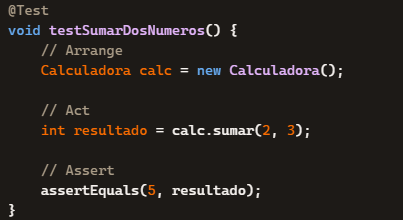 @Test
void testSumarDosNumeros() {
    // Arrange
    Calculadora calc = new Calculadora();

    // Act
    int resultado = calc.sumar(2, 3);

    // Assert
    assertEquals(5, resultado);
}